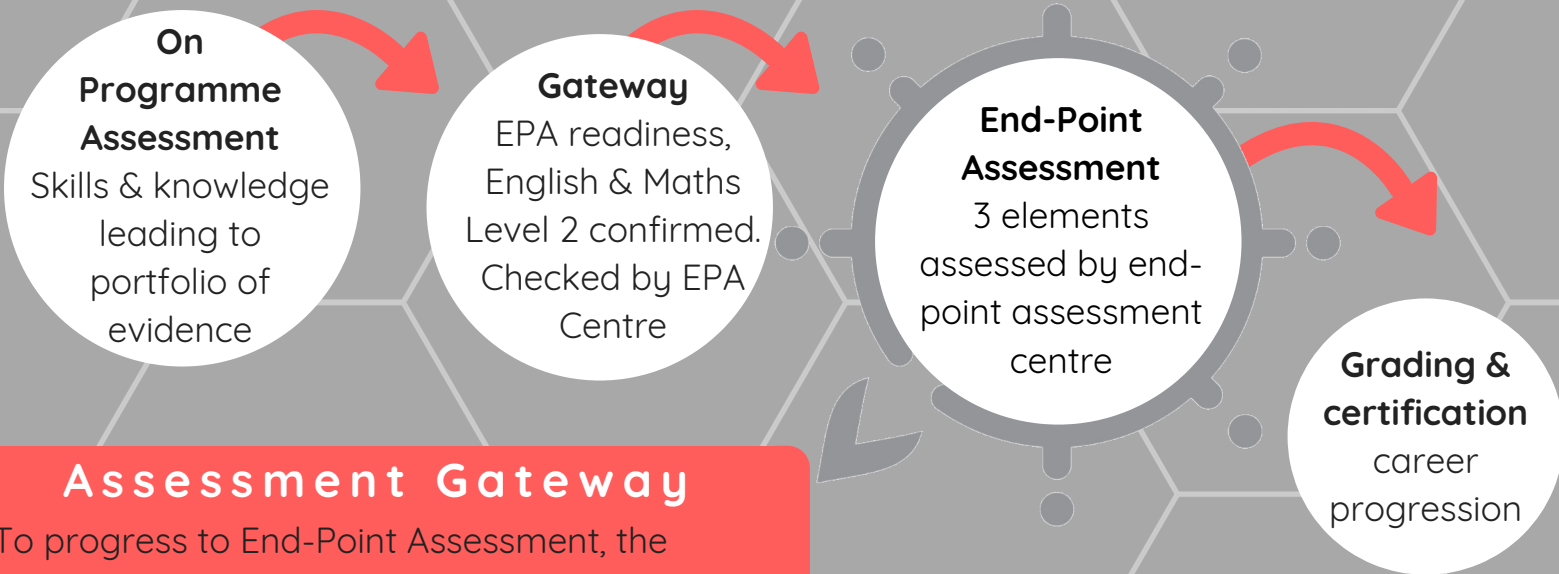 On
Programme
Assessment
Skills & knowledge
leading to
portfolio of
evidence
Gateway
EPA readiness,
English & Maths
Level 2 confirmed.
Checked by EPA
Centre
End-Point
Assessment
3 elements
assessed by end-
point assessment
centre
Grading &
certification
career
progression
Assessment Gateway
To progress to End-Point Assessment, the